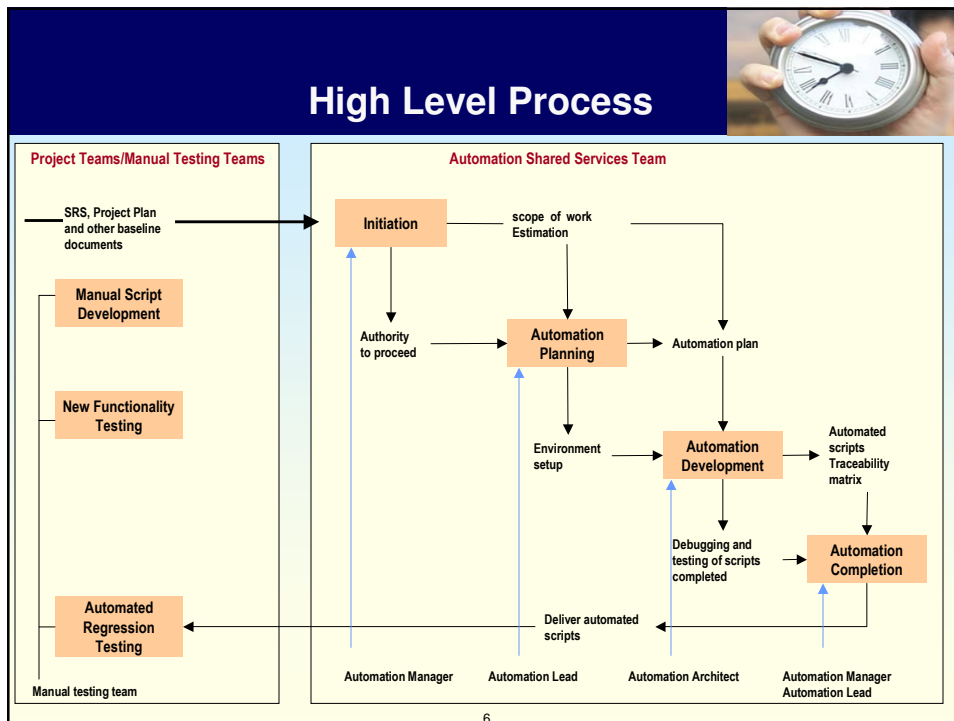 High Level Process
Project Teams/Manual Testing Teams
SRS, Project Plan
and other baseline
documents
Manual Script
Development
New Functionality
Testing
Automated
Regression
Testing
Manual testing team
Automation Shared Services Team
Initiation
scope of work
Estimation
Authority
to proceed
Automation
Planning
Automation plan
Environment
setup
Automation
Development
Automated
scripts
Traceability
matrix
Debugging and
testing of scripts
completed
Automation
Completion
Deliver automated
scripts
Automation Manager
Automation Lead
Automation Architect
Automation Manager
Automation Lead
6